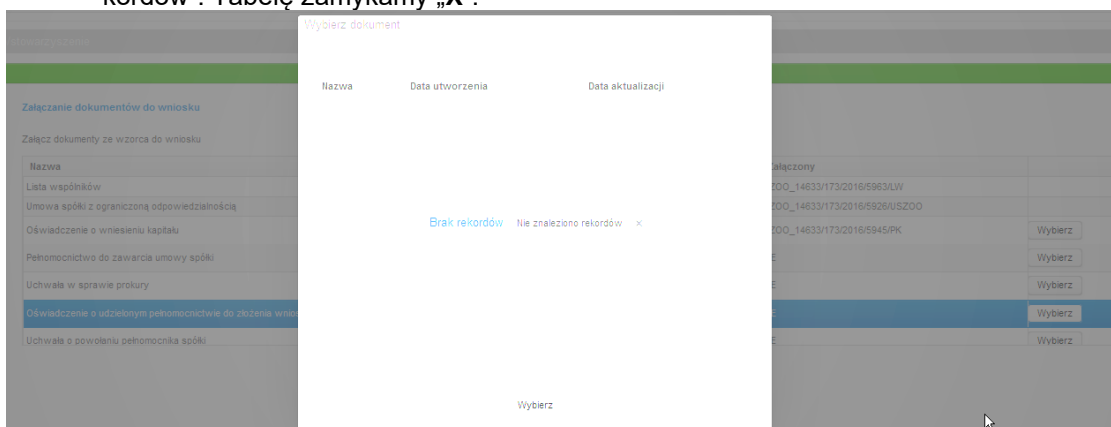 kordów”. Tabelę zamykamy „X”.
Wybierz dokument
Nazwa Data utworzenia Data aktualizacji
Załączanie dokumentów do wniosku
Załącz dokumenty ze wzorca do wniosku
Nazwa
Lista wspólników ZOO_14633/173/2016/5963/LW
Umowa spółki z ograniczoną odpowiedzialnością ZOO_14633/173/2016/5926/USZOO
Oświadczenie o wniesieniu kapitału ZOO_14633/173/2016/5945/PK Wybierz
Brak rekordów Nie znaleziono rekordów ×
Pełnomocnictwo do zawarcia umowy spółki Wybierz
Uchwała w sprawie prokury Wybierz
Oświadczenie o udzielonym pełnomocnictwie do złożenia Wybierz
Uchwała o powołaniu pełnomocnika spółki Wybierz
Wybierz